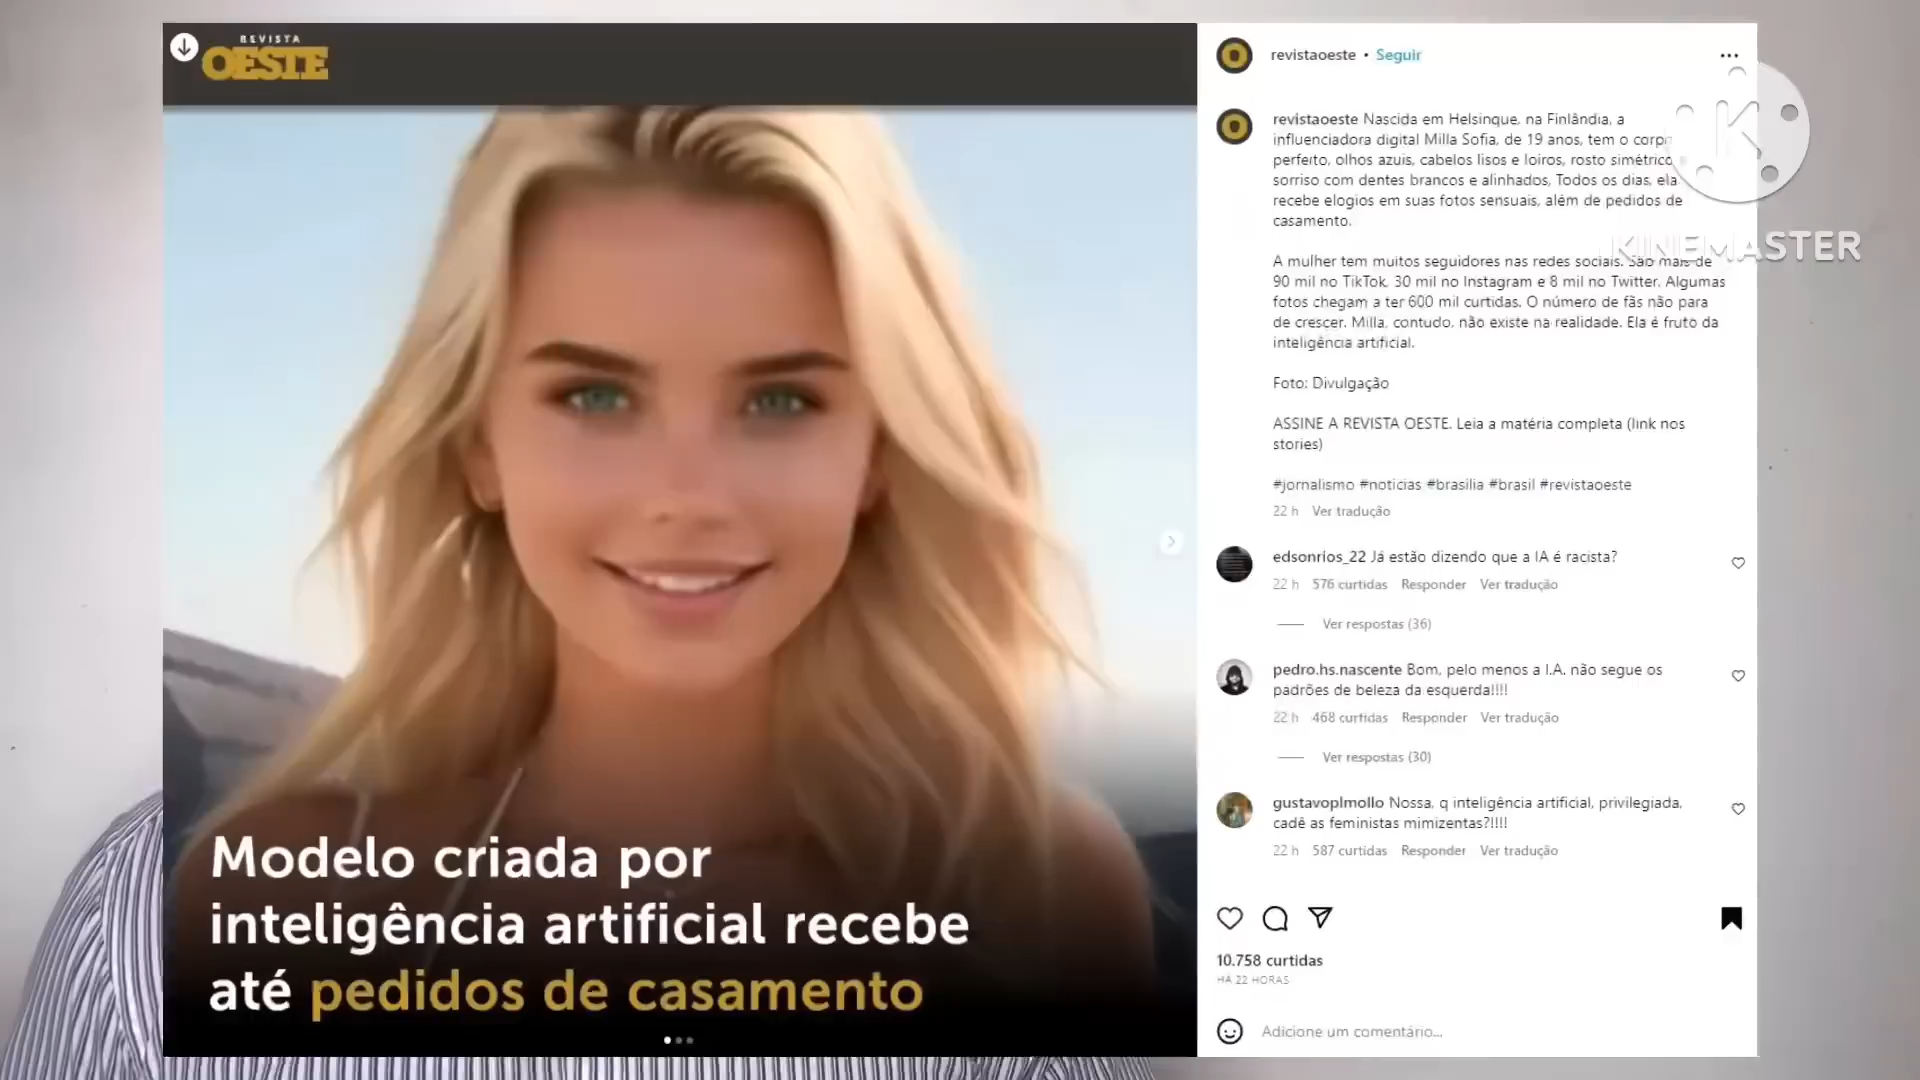 REVISTA
OESTE
Modelo criada por
inteligência artificial recebe
até pedidos de casamento
revistaoeste • Seguir
revistaoeste Nascida em Helsinque, na Finlândia, a
influenciadora digital Milla Sofia, de 19 anos, tem o corpo
perfeito, olhos azuis, cabelos lisos e loiros, rosto simétrico e
sorriso com dentes brancos e alinhados. Todos os dias, ela
recebe elogios em suas fotos sensuais, além de pedidos de
casamento.
A mulher tem muitos seguidores nas redes sociais. São mais de
90 mil no TikTok, 30 mil no Instagram e 8 mil no Twitter. Algumas
fotos chegam a ter 600 mil curtidas. O número de fãs não para
de crescer. Milla, contudo, não existe na realidade. Ela é fruto da
inteligência artificial.
Foto: Divulgação
ASSINE A REVISTA OESTE. Leia a matéria completa (link nos
stories)
#jornalismo #noticias #brasilia #brasil #revistaoeste
22 h Ver tradução
edsonrios_22 Já estão dizendo que a IA é racista?
22 h 576 curtidas Responder Ver tradução
Ver respostas (36)
pedro.hs.nascente Bom, pelo menos a I.A. não segue os
padrões de beleza da esquerda!!!!
22 h 468 curtidas Responder Ver tradução
Ver respostas (30)
gustavoplmollo Nossa, q inteligência artificial, privilegiada,
cadê as feministas mimizentas?!!!!
22 h 587 curtidas Responder Ver tradução
10.758 curtidas
HÁ 22 HORAS
Adicione um comentário...
K
KINEMASTER